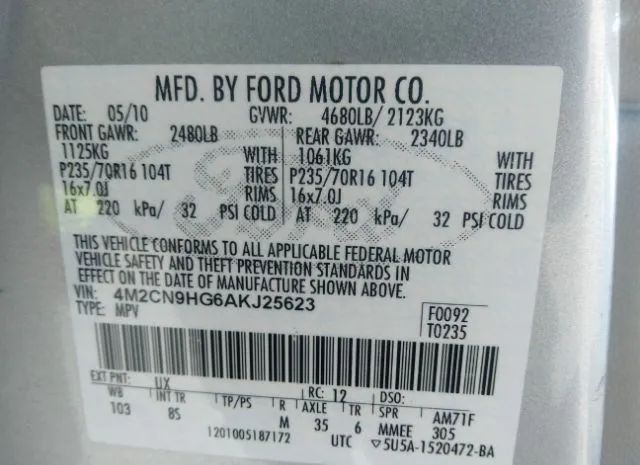 MFD. BY FORD MOTOR CO.
DATE: 05/10 GVWR: 4680LB/ 2123KG
FRONT GAWR: 2480LB REAR GAWR: 2340LB
1125KG WITH 1061KG WITH
P235/70R16 104T TIRES P235/70R16 104T TIRES
16x7.0J RIMS 16x7.0J RIMS
AT 220 kPa/ 32 PSI COLD AT 220 kPa/ 32 PSI COLD
Ford
THIS VEHICLE CONFORMS TO ALL APPLICABLE FEDERAL MOTOR
VEHICLE SAFETY AND THEFT PREVENTION STANDARDS IN
EFFECT ON THE DATE OF MANUFACTURE SHOWN ABOVE.
VIN: 4M2CN9HG6AKJ25623 F0092
TYPE: MPV T0235
EXT PNT: UX RC: 12 DSO:
WB INT TR TP/PS R AXLE TR SPR AM71F
103 85 M 35 6 MMEE 305
1201005187172 UTC ▽5U5A-1520472-BA